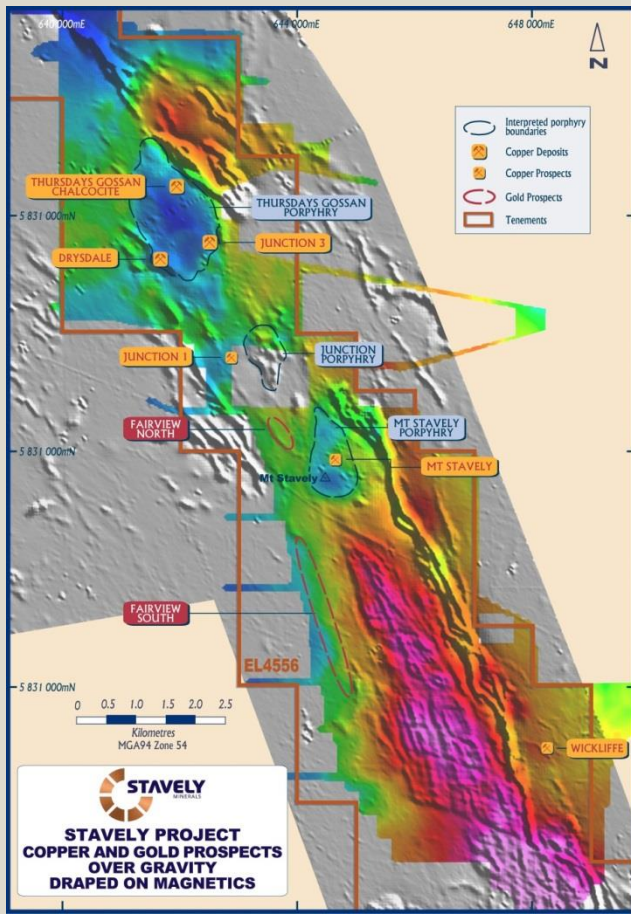 640 000mE
644 000mE
648 000mE
N
Interpreted porphyry
boundaries
Copper Deposits
Copper Prospects
Gold Prospects
Tenements
THURSDAYS GOSSAN
CHALCOCITE
THURSDAYS GOSSAN
PORPYHRY
5 831 000mN
JUNCTION 3
DRYSDALE
JUNCTION 1
JUNCTION
PORPYHRY
FAIRVIEW
NORTH
MT STAVELY
PORPYHRY
5 831 000mN
MT STAVELY
Mt Stavely
FAIRVIEW
SOUTH
EL4556
5 831 000mN
0 0.5 1.0 1.5 2.0 2.5
Kilometres
MGA94 Zone 54
WICKLIFFE
STAVELY
MINERALS
STAVELY PROJECT
COPPER AND GOLD PROSPECTS
OVER GRAVITY
DRAPED ON MAGNETICS